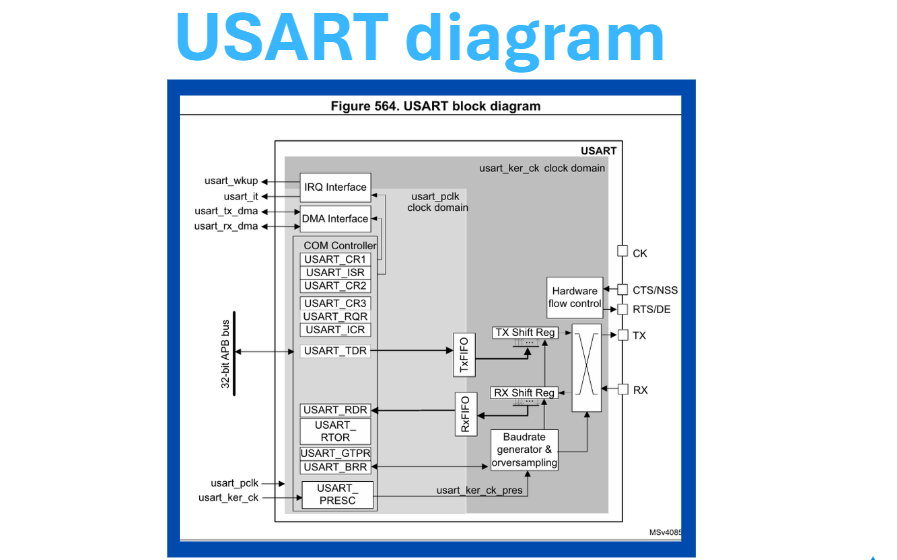 USART diagram
Figure 564. USART block diagram
USART
usart_ker_ck clock domain
usart_wkup
usart_it
usart_tx_dma
usart_rx_dma
IRQ Interface
DMA Interface
usart_pclk
clock domain
COM Controller
USART_CR1
USART_ISR
USART_CR2
USART_CR3
USART_RQR
USART_ICR
USART_TDR
32-bit APB bus
TxFIFO
TX Shift Reg
...
Hardware
flow control
CK
CTS/NSS
RTS/DE
TX
RX
RX Shift Reg
...
RxFIFO
USART_RDR
USART_
RTOR
USART_GTPR
USART_BRR
Baudrate
generator &
orversampling
usart_pclk
usart_ker_ck
USART_
PRESC
usart_ker_ck_pres
MSv4085